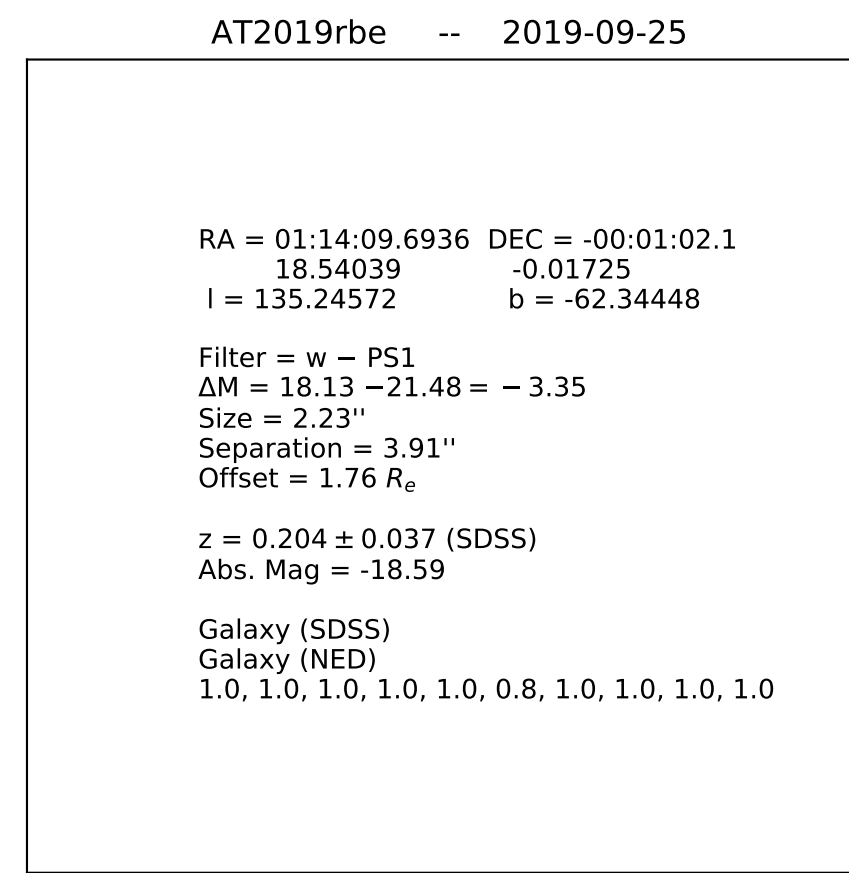 AT2019rbe -- 2019-09-25
RA = 01:14:09.6936 DEC = -00:01:02.1
18.54039 -0.01725
l = 135.24572 b = -62.34448
Filter = w − PS1
ΔM = 18.13 −21.48 = − 3.35
Size = 2.23''
Separation = 3.91''
Offset = 1.76 Rₑ
z = 0.204 ± 0.037 (SDSS)
Abs. Mag = -18.59
Galaxy (SDSS)
Galaxy (NED)
1.0, 1.0, 1.0, 1.0, 1.0, 0.8, 1.0, 1.0, 1.0, 1.0